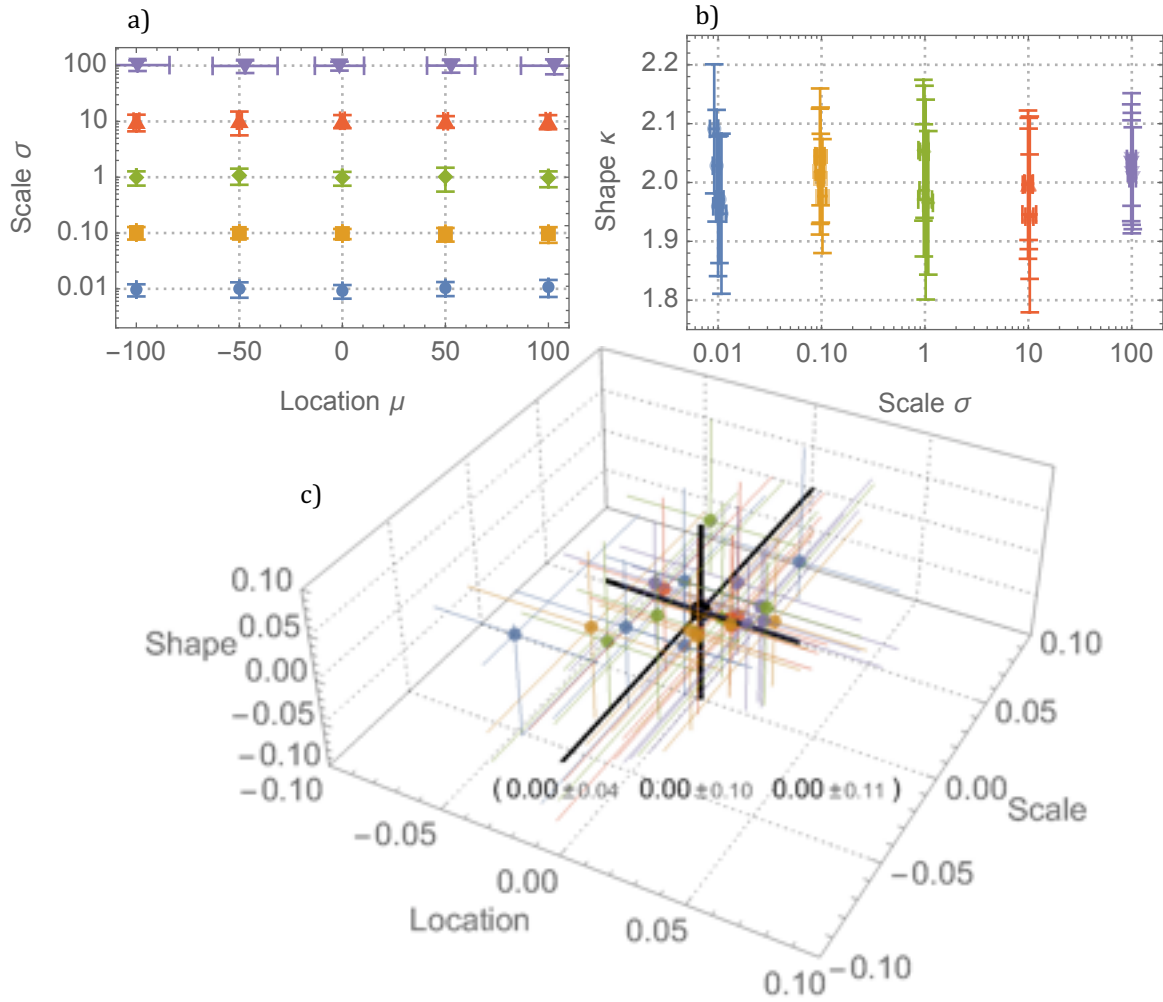 a)
100
10
1
0.10
0.01
Scale σ
−100 −50 0 50 100
Location μ
b)
2.2
2.1
2.0
1.9
1.8
Shape κ
0.01 0.10 1 10 100
Scale σ
c)
0.10
0.05
0.00
−0.05
−0.10
Shape
−0.10
−0.05
0.00
0.05
0.10
Location
0.10
0.05
0.00
−0.05
−0.10
Scale
( 0.00 ±0.04 0.00 ±0.10 0.00 ±0.11 )